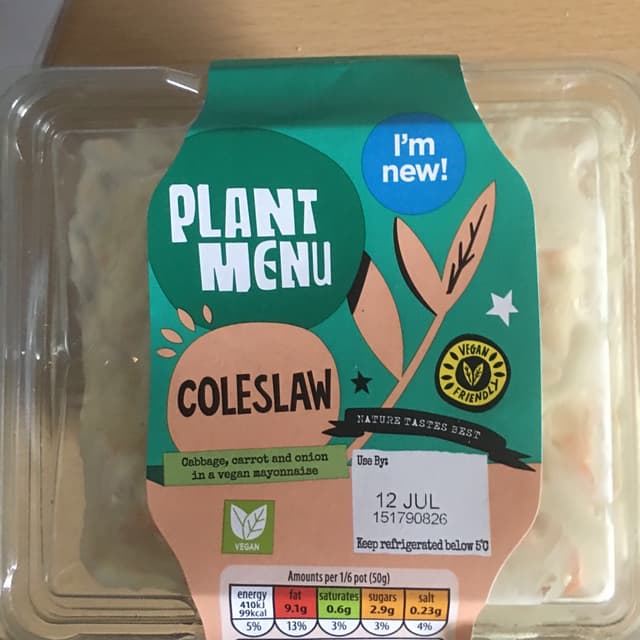 I'm
new!
PLANT
MENU
COLESLAW
VEGAN
FRIENDLY
NATURE TASTES BEST
Cabbage, carrot and onion
in a vegan mayonnaise
Use By:
12 JUL
151790826
Keep refrigerated below 5°C
VEGAN
Amounts per 1/6 pot (50g)
energy fat saturates sugars salt
410kJ
99kcal 9.1g 0.6g 2.9g 0.23g
5% 13% 3% 3% 4%